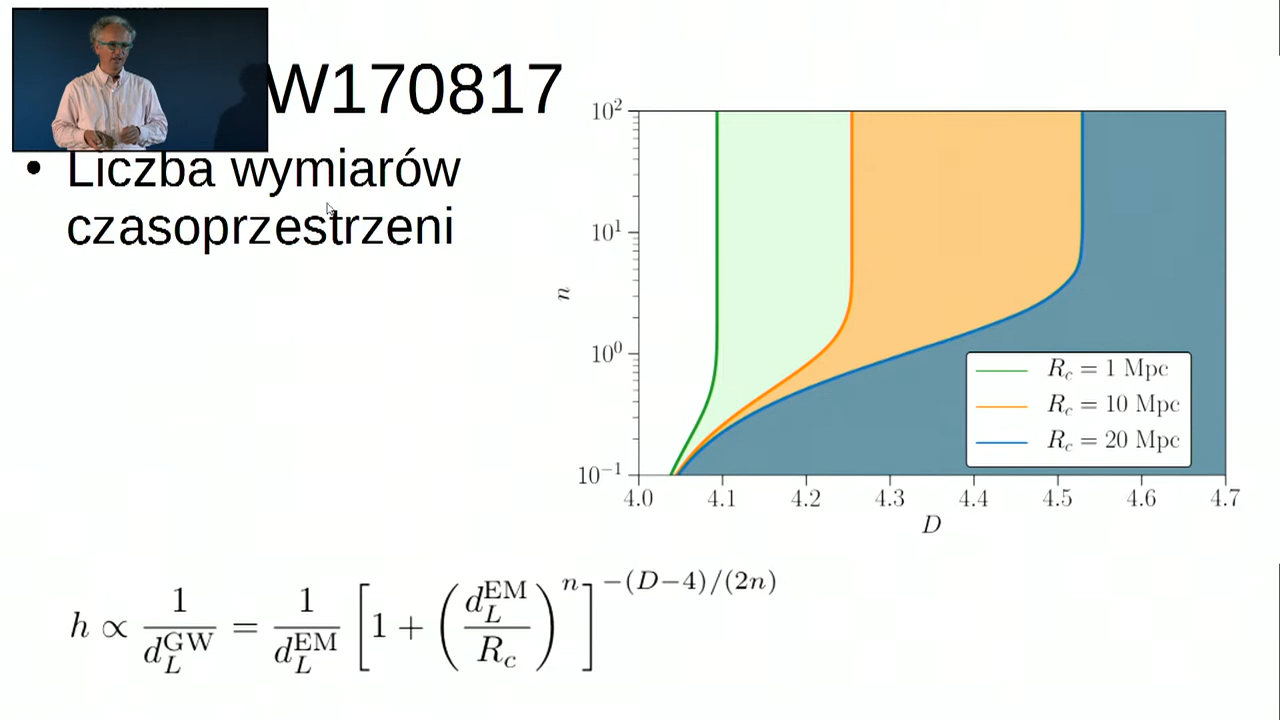 W170817
• Liczba wymiarów
czasoprzestrzeni
10² 
10¹
10⁰
10⁻¹
n
4.0 4.1 4.2 4.3 4.4 4.5 4.6 4.7
D
R_c = 1 Mpc
R_c = 10 Mpc
R_c = 20 Mpc
h ∝ 1/d_L^GW = 1/d_L^EM [1 + (d_L^EM/R_c)^n]^−(D−4)/(2n)